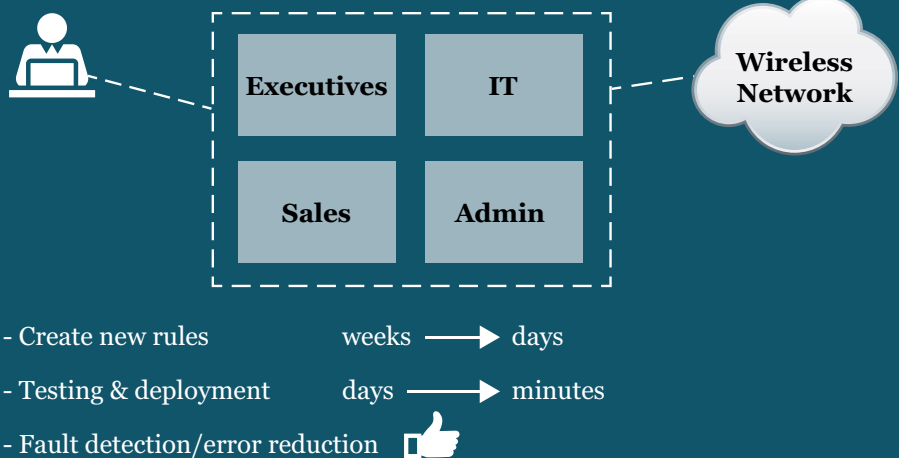 Executives
IT
Wireless
Network
Sales
Admin
- Create new rules weeks days
- Testing & deployment days minutes
- Fault detection/error reduction